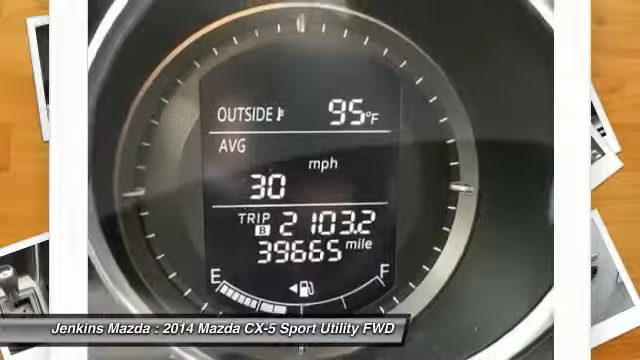 OUTSIDE 95°F
AVG
mph
30
TRIP B 2103.2
39665 mile
E F
Jenkins Mazda : 2014 Mazda CX-5 Sport Utility FWD